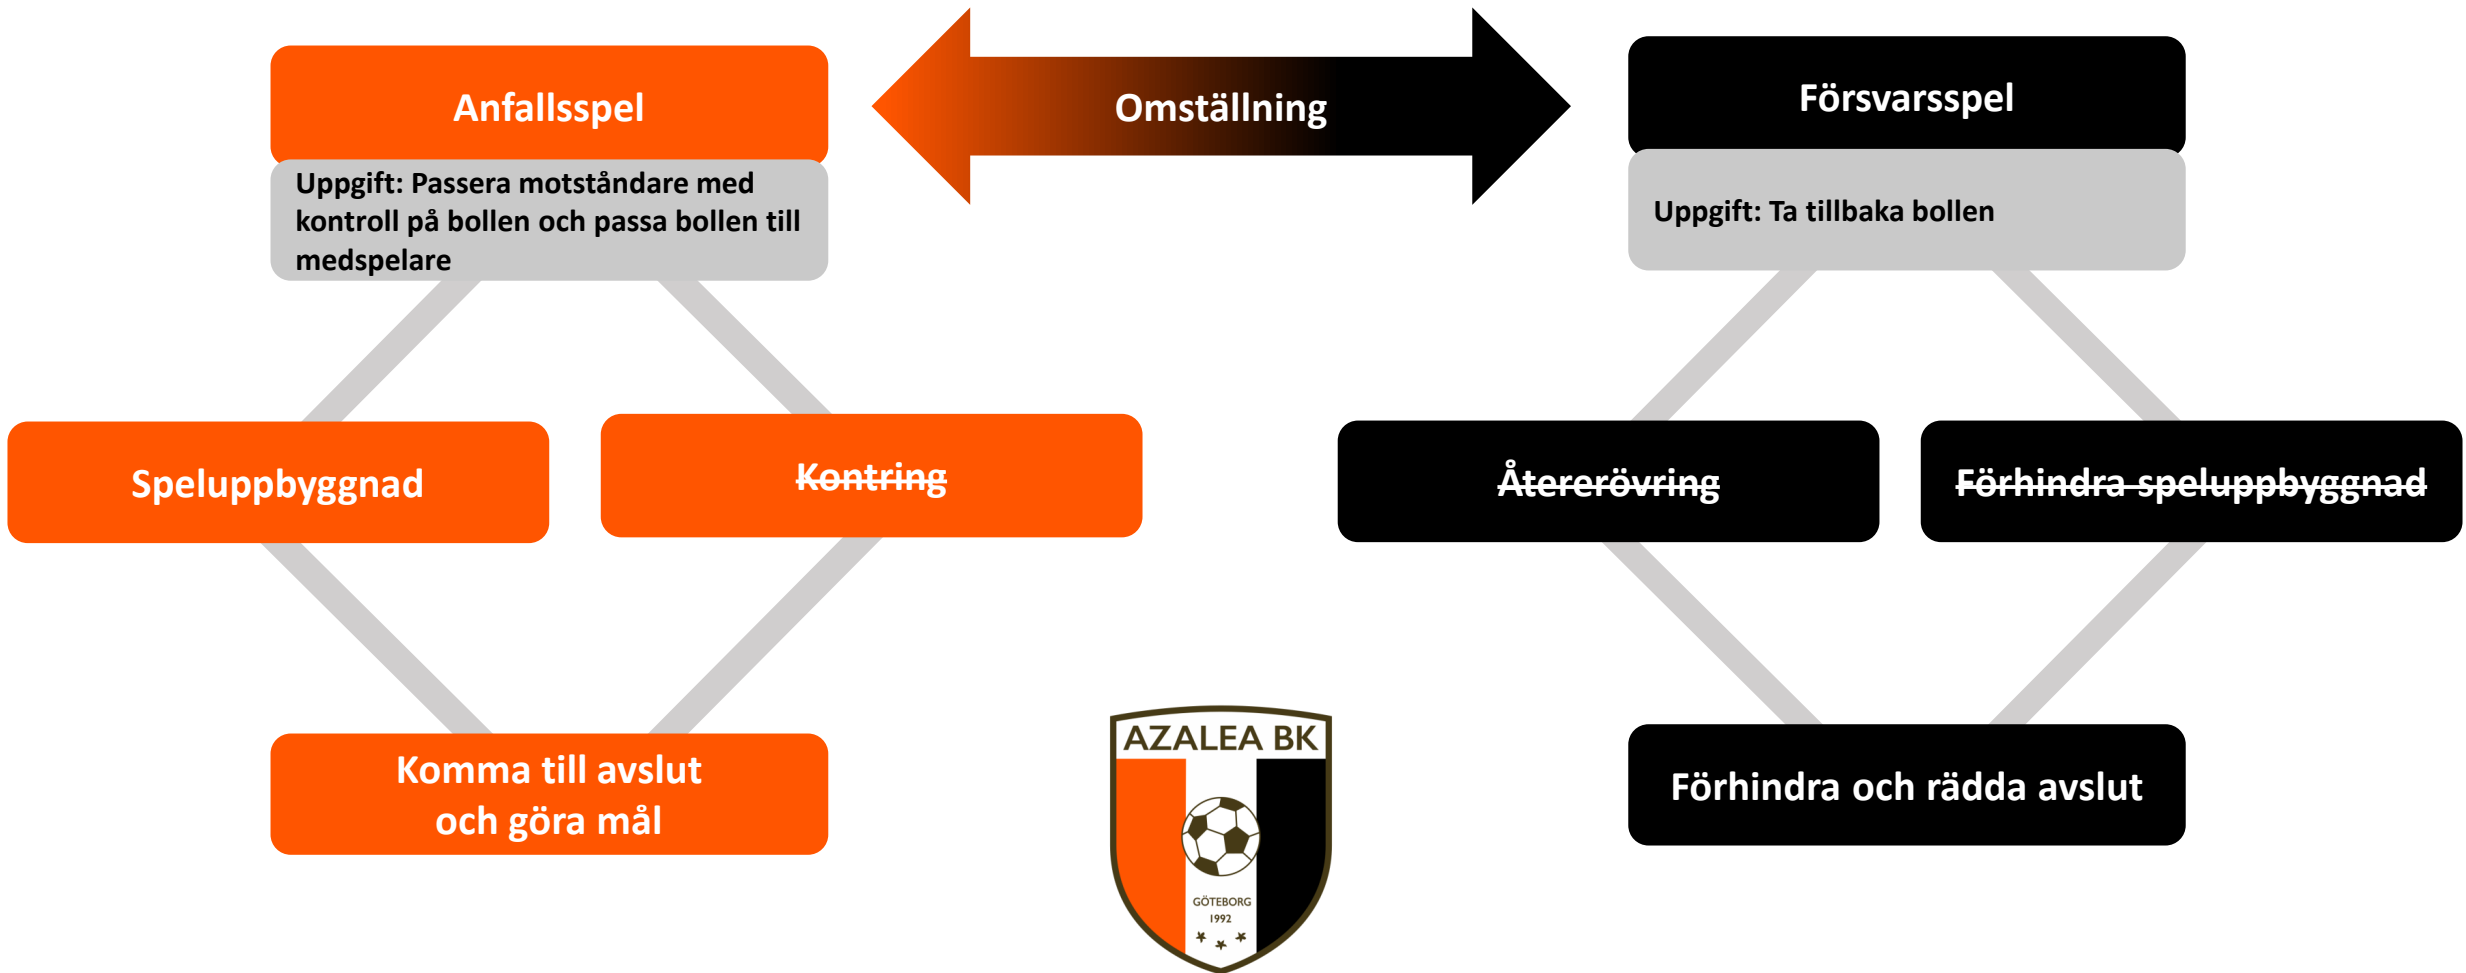 Anfallsspel
Uppgift: Passera motståndare med
kontroll på bollen och passa bollen till
medspelare
Omställning
Försvarsspel
Uppgift: Ta tillbaka bollen
Speluppbyggnad
Kontring
Återerövring
Förhindra speluppbyggnad
Komma till avslut
och göra mål
AZALEA BK
GÖTEBORG
1992
Förhindra och rädda avslut